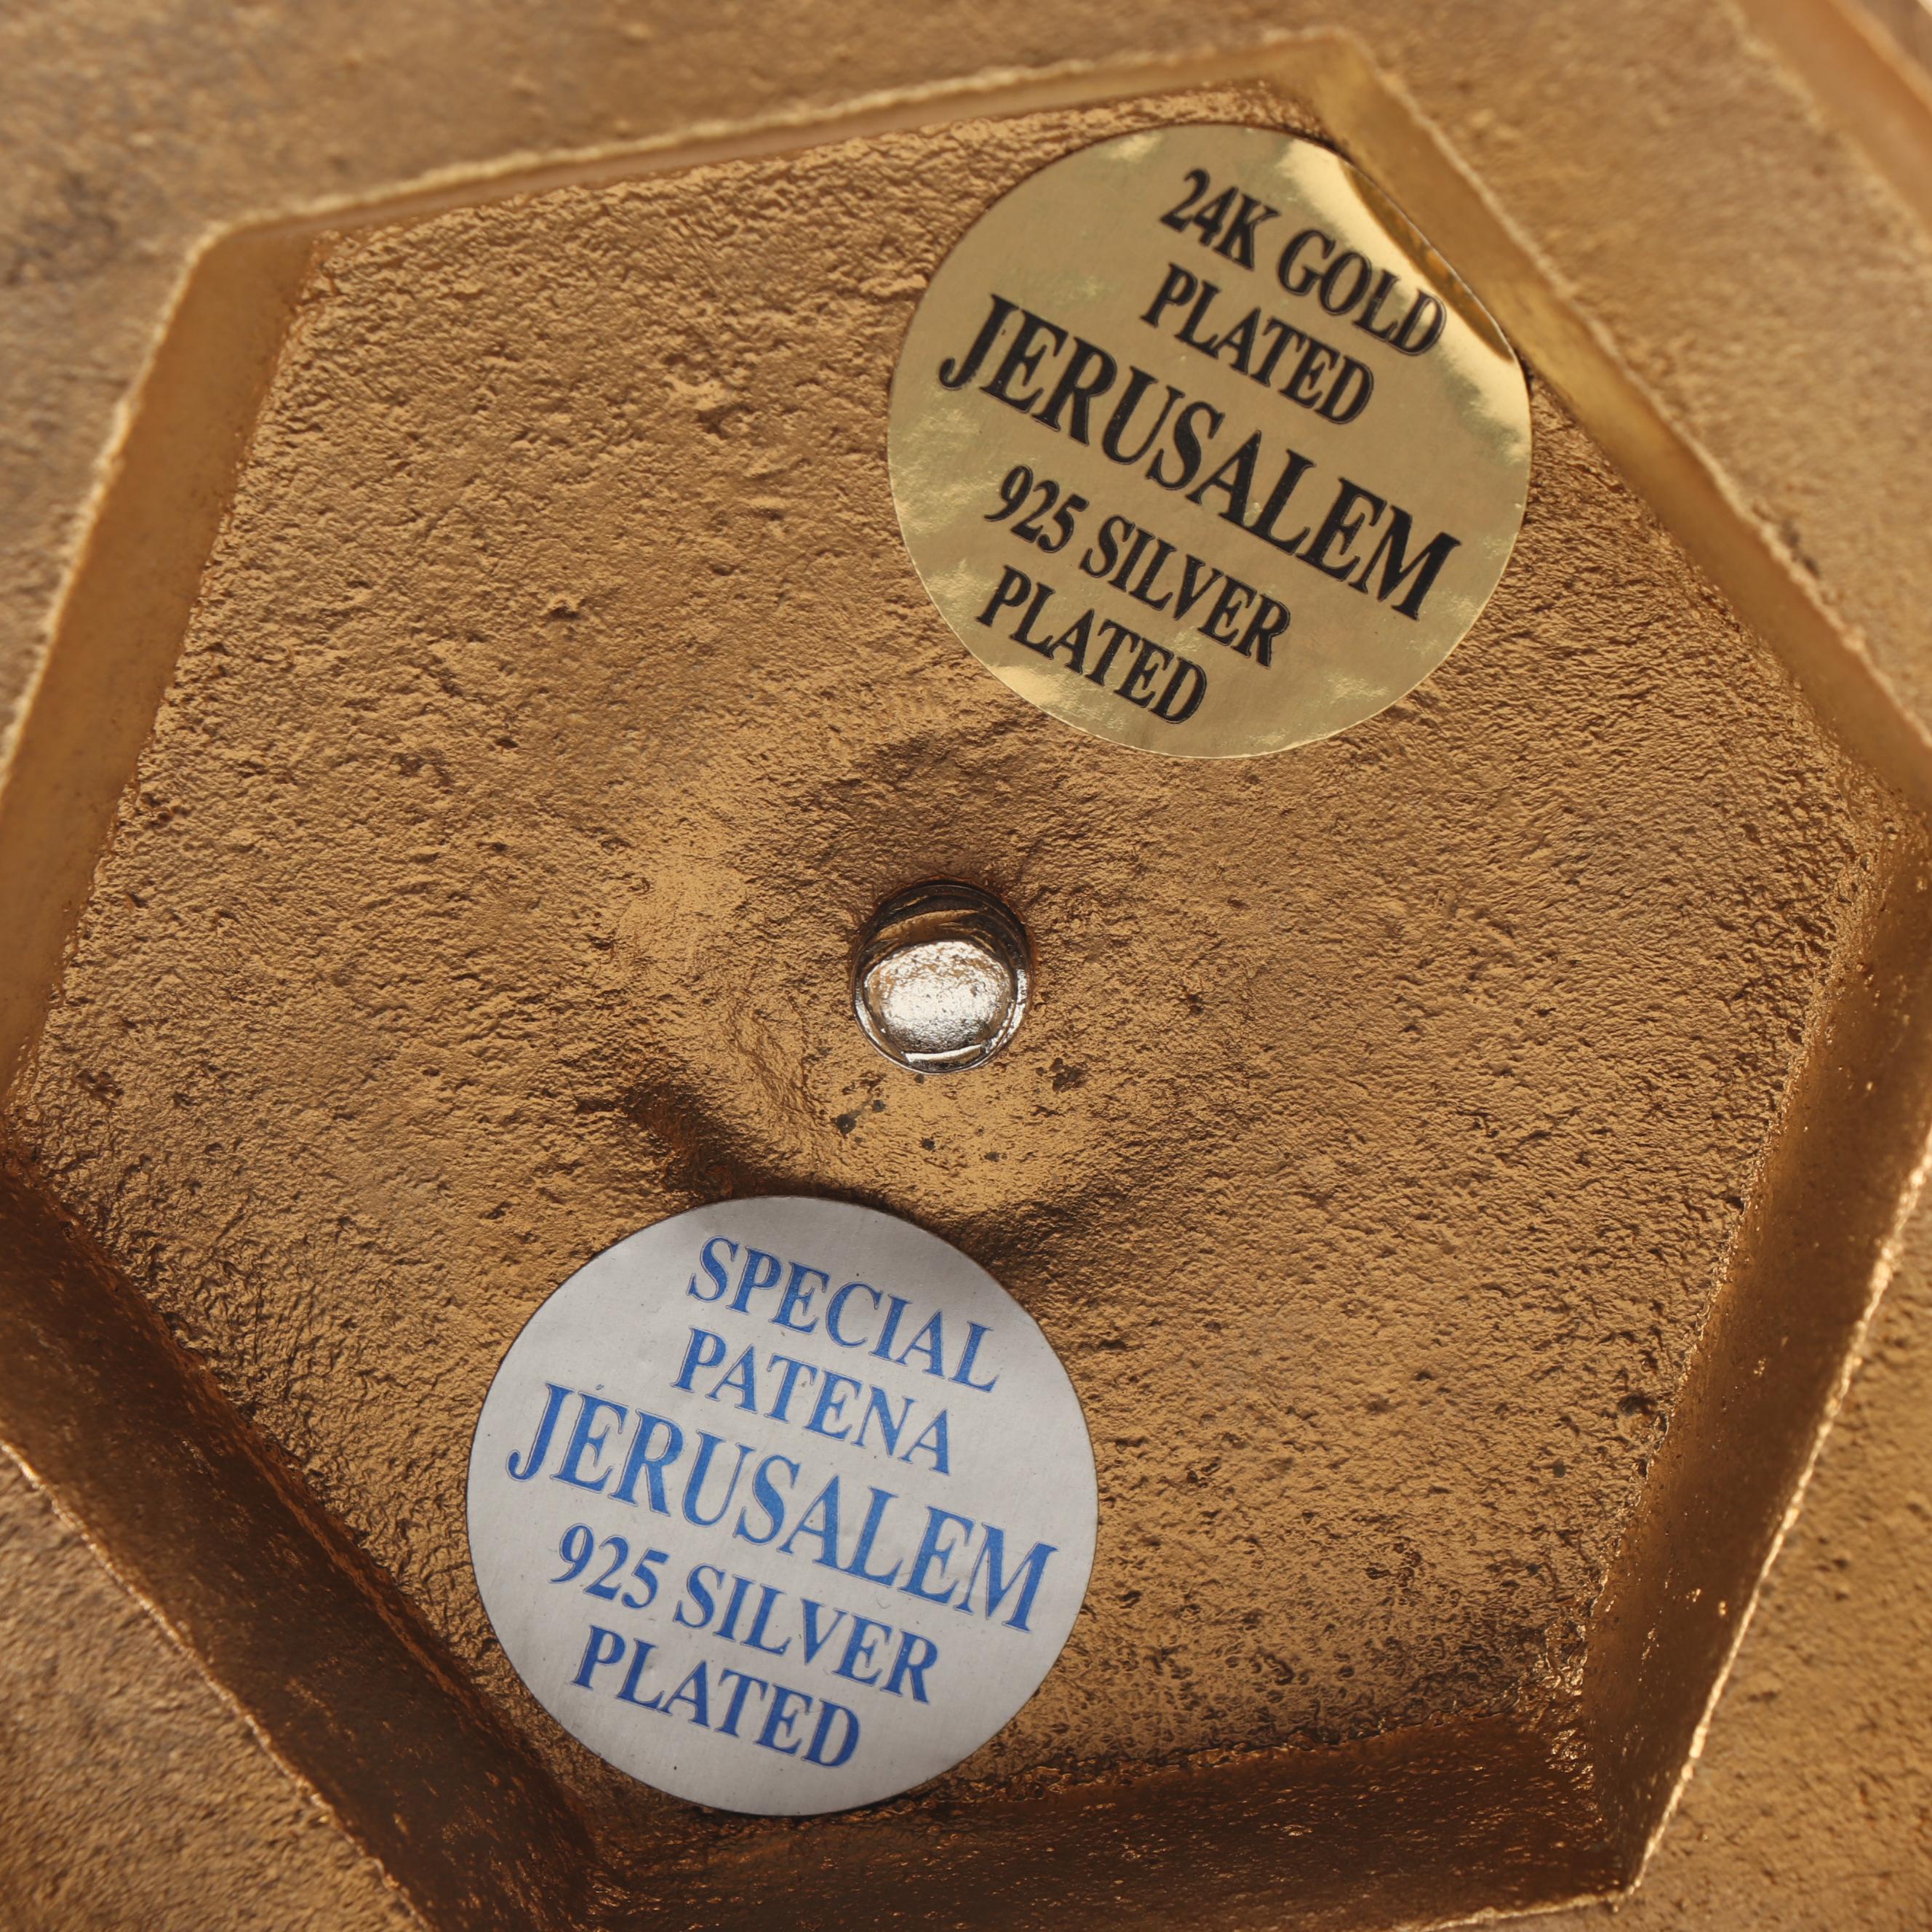 24K GOLD
PLATED
JERUSALEM
925 SILVER
PLATED
SPECIAL
PATENA
JERUSALEM
925 SILVER
PLATED